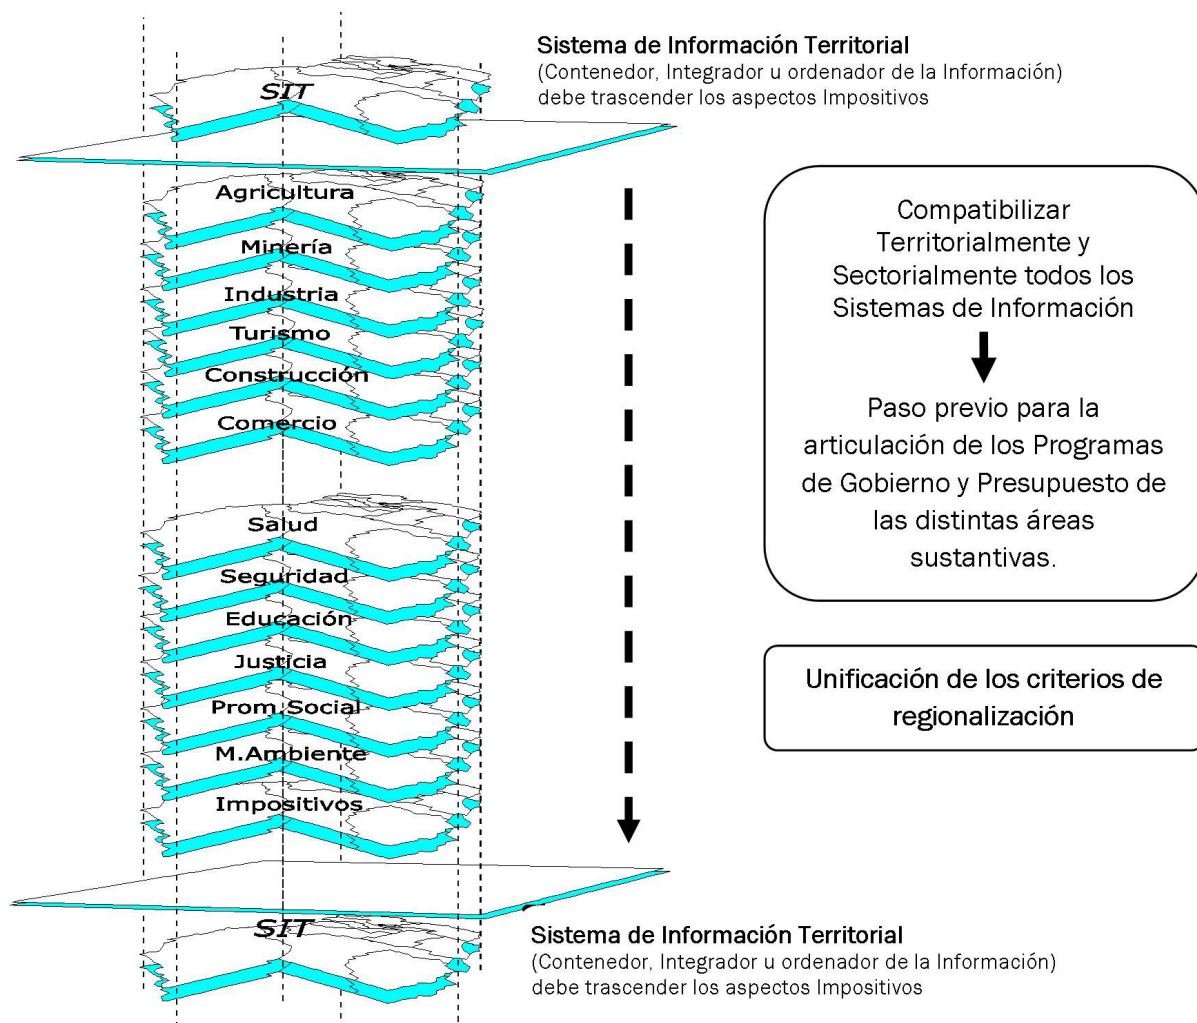 Sistema de Información Territorial
(Contenedor, Integrador u ordenador de la Información)
debe trascender los aspectos Impositivos
SIT
Agricultura
Minería
Industria
Turismo
Construcción
Comercio
Salud
Seguridad
Educación
Justicia
Prom.Social
M.Ambiente
Impositivos
SIT
Compatibilizar
Territorialmente y
Sectorialmente todos los
Sistemas de Información
Paso previo para la
articulación de los Programas
de Gobierno y Presupuesto de
las distintas áreas
sustantivas.
Unificación de los criterios de
regionalización
Sistema de Información Territorial
(Contenedor, Integrador u ordenador de la Información)
debe trascender los aspectos Impositivos